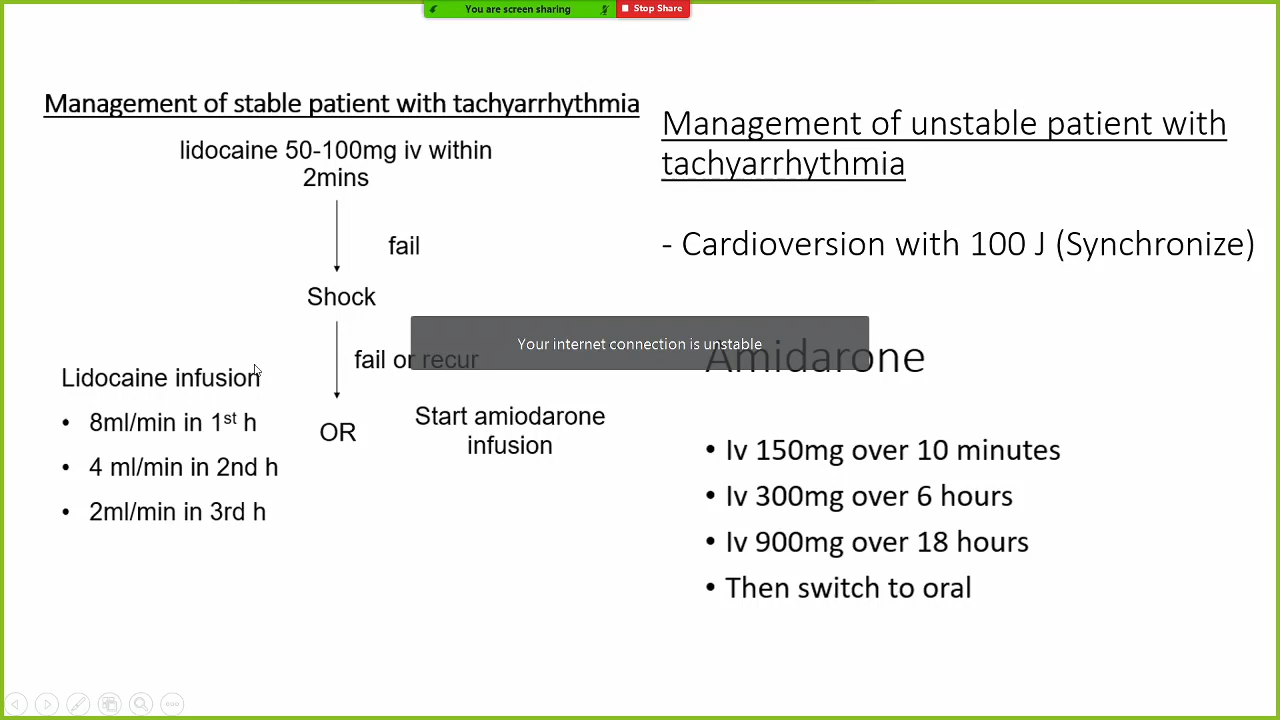 You are screen sharing
Stop Share
Management of stable patient with tachyarrhythmia
lidocaine 50-100mg iv within
2mins
fail
Shock
fail or recur
Lidocaine infusion
• 8ml/min in 1st h
• 4 ml/min in 2nd h
• 2ml/min in 3rd h
OR
Start amiodarone
infusion
Management of unstable patient with
tachyarrhythmia
- Cardioversion with 100 J (Synchronize)
Your internet connection is unstable
Amidarone
• Iv 150mg over 10 minutes
• Iv 300mg over 6 hours
• Iv 900mg over 18 hours
• Then switch to oral